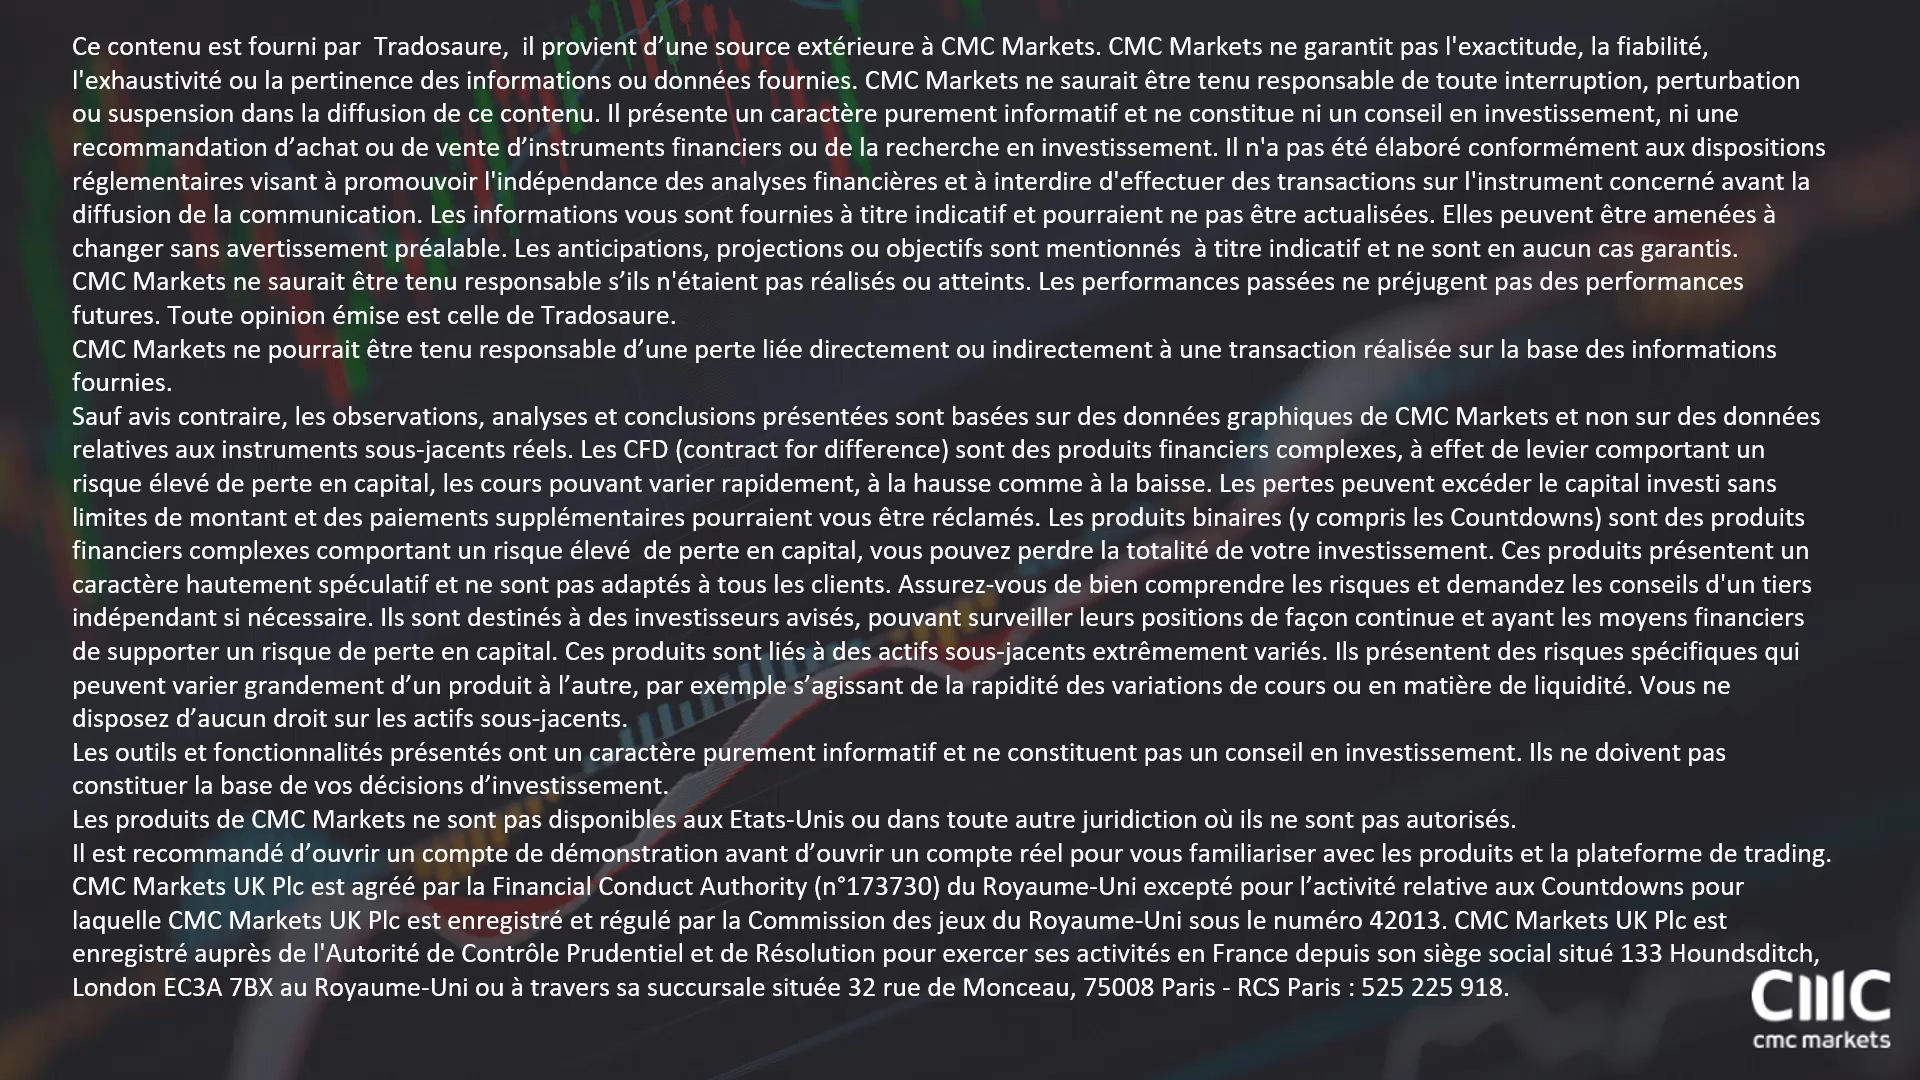 Ce contenu est fourni par  Tradosaure,  il provient d’une source extérieure à CMC Markets. CMC Markets ne garantit pas l'exactitude, la fiabilité,
l'exhaustivité ou la pertinence des informations ou données fournies. CMC Markets ne saurait être tenu responsable de toute interruption, perturbation
ou suspension dans la diffusion de ce contenu. Il présente un caractère purement informatif et ne constitue ni un conseil en investissement, ni une
recommandation d’achat ou de vente d’instruments financiers ou de la recherche en investissement. Il n'a pas été élaboré conformément aux dispositions
réglementaires visant à promouvoir l'indépendance des analyses financières et à interdire d'effectuer des transactions sur l'instrument concerné avant la
diffusion de la communication. Les informations vous sont fournies à titre indicatif et pourraient ne pas être actualisées. Elles peuvent être amenées à
changer sans avertissement préalable. Les anticipations, projections ou objectifs sont mentionnés  à titre indicatif et ne sont en aucun cas garantis.
CMC Markets ne saurait être tenu responsable s’ils n'étaient pas réalisés ou atteints. Les performances passées ne préjugent pas des performances
futures. Toute opinion émise est celle de Tradosaure.
CMC Markets ne pourrait être tenu responsable d’une perte liée directement ou indirectement à une transaction réalisée sur la base des informations
fournies.
Sauf avis contraire, les observations, analyses et conclusions présentées sont basées sur des données graphiques de CMC Markets et non sur des données
relatives aux instruments sous-jacents réels. Les CFD (contract for difference) sont des produits financiers complexes, à effet de levier comportant un
risque élevé de perte en capital, les cours pouvant varier rapidement, à la hausse comme à la baisse. Les pertes peuvent excéder le capital investi sans
limites de montant et des paiements supplémentaires pourraient vous être réclamés. Les produits binaires (y compris les Countdowns) sont des produits
financiers complexes comportant un risque élevé  de perte en capital, vous pouvez perdre la totalité de votre investissement. Ces produits présentent un
caractère hautement spéculatif et ne sont pas adaptés à tous les clients. Assurez-vous de bien comprendre les risques et demandez les conseils d'un tiers
indépendant si nécessaire. Ils sont destinés à des investisseurs avisés, pouvant surveiller leurs positions de façon continue et ayant les moyens financiers
de supporter un risque de perte en capital. Ces produits sont liés à des actifs sous-jacents extrêmement variés. Ils présentent des risques spécifiques qui
peuvent varier grandement d’un produit à l’autre, par exemple s’agissant de la rapidité des variations de cours ou en matière de liquidité. Vous ne
disposez d’aucun droit sur les actifs sous-jacents.
Les outils et fonctionnalités présentés ont un caractère purement informatif et ne constituent pas un conseil en investissement. Ils ne doivent pas
constituer la base de vos décisions d’investissement.
Les produits de CMC Markets ne sont pas disponibles aux Etats-Unis ou dans toute autre juridiction où ils ne sont pas autorisés.
Il est recommandé d’ouvrir un compte de démonstration avant d’ouvrir un compte réel pour vous familiariser avec les produits et la plateforme de trading.
CMC Markets UK Plc est agréé par la Financial Conduct Authority (n°173730) du Royaume-Uni excepté pour l’activité relative aux Countdowns pour
laquelle CMC Markets UK Plc est enregistré et régulé par la Commission des jeux du Royaume-Uni sous le numéro 42013. CMC Markets UK Plc est
enregistré auprès de l'Autorité de Contrôle Prudentiel et de Résolution pour exercer ses activités en France depuis son siège social situé 133 Houndsditch,
London EC3A 7BX au Royaume-Uni ou à travers sa succursale située 32 rue de Monceau, 75008 Paris - RCS Paris : 525 225 918.
CMC
cmc markets